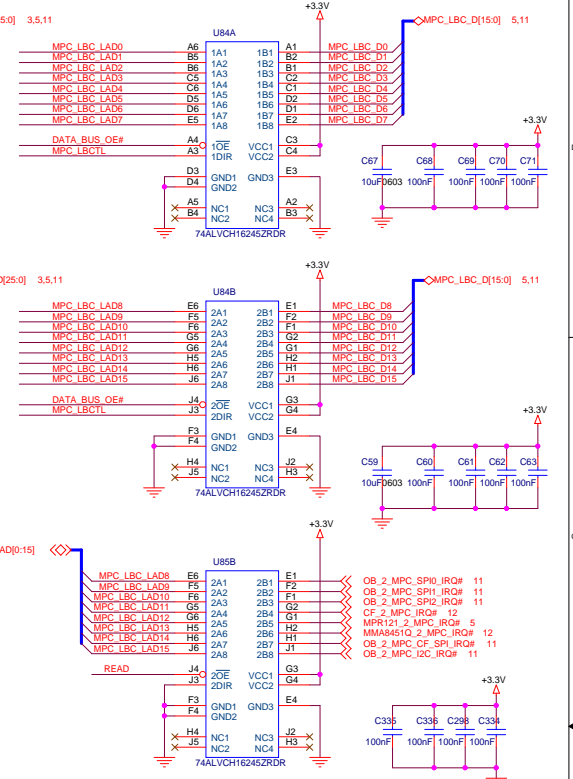 +3.3V
5:0] 3,5,11
U84A
MPC_LBC_D[15:0] 5,11
MPC_LBC_LAD0 A6 1A1 1B1 A1 MPC_LBC_D0
MPC_LBC_LAD1 B5 1A2 1B2 B2 MPC_LBC_D1
MPC_LBC_LAD2 B6 1A3 1B3 B1 MPC_LBC_D2
MPC_LBC_LAD3 C5 1A4 1B4 C2 MPC_LBC_D3
MPC_LBC_LAD4 C6 1A5 1B5 C1 MPC_LBC_D4
MPC_LBC_LAD5 D5 1A6 1B6 D2 MPC_LBC_D5
MPC_LBC_LAD6 D6 1A7 1B7 D1 MPC_LBC_D6
MPC_LBC_LAD7 E5 1A8 1B8 E2 MPC_LBC_D7
DATA_BUS_OE# A4 1OE VCC1 C3
MPC_LBCTL A3 1DIR VCC2 C4
D3 GND1 GND3 E3
D4 GND2
A5 NC1 NC3 A2
B4 NC2 NC4 B3
74ALVCH16245ZRDR
+3.3V
C67 C68 C69 C70 C71
10uF0603 100nF 100nF 100nF 100nF
+3.3V
D[25:0] 3,5,11
U84B
MPC_LBC_D[15:0] 5,11
MPC_LBC_LAD8 E6 2A1 2B1 E1 MPC_LBC_D8
MPC_LBC_LAD9 F5 2A2 2B2 F2 MPC_LBC_D9
MPC_LBC_LAD10 F6 2A3 2B3 F1 MPC_LBC_D10
MPC_LBC_LAD11 G5 2A4 2B4 G2 MPC_LBC_D11
MPC_LBC_LAD12 G6 2A5 2B5 G1 MPC_LBC_D12
MPC_LBC_LAD13 H5 2A6 2B6 H2 MPC_LBC_D13
MPC_LBC_LAD14 H6 2A7 2B7 H1 MPC_LBC_D14
MPC_LBC_LAD15 J6 2A8 2B8 J1 MPC_LBC_D15
DATA_BUS_OE# J4 2OE VCC1 G3
MPC_LBCTL J3 2DIR VCC2 G4
F3 GND1 GND3 E4
F4 GND2
H4 NC1 NC3 J2
J5 NC2 NC4 H3
74ALVCH16245ZRDR
+3.3V
C59 C60 C61 C62 C63
10uF0603 100nF 100nF 100nF 100nF
+3.3V
AD[0:15]
U85B
MPC_LBC_LAD8 E6 2A1 2B1 E1 OB_2_MPC_SPI0_IRQ# 11
MPC_LBC_LAD9 F5 2A2 2B2 F2 OB_2_MPC_SPI1_IRQ# 11
MPC_LBC_LAD10 F6 2A3 2B3 F1 OB_2_MPC_SPI2_IRQ# 11
MPC_LBC_LAD11 G5 2A4 2B4 G2 CF_2_MPC_IRQ# 12
MPC_LBC_LAD12 G6 2A5 2B5 G1 MPR121_2_MPC_IRQ# 5
MPC_LBC_LAD13 H5 2A6 2B6 H2 MMA8451Q_2_MPC_IRQ# 12
MPC_LBC_LAD14 H6 2A7 2B7 H1 OB_2_MPC_CF_SPI_IRQ# 11
MPC_LBC_LAD15 J6 2A8 2B8 J1 OB_2_MPC_I2C_IRQ# 11
READ J4 2OE VCC1 G3
J3 2DIR VCC2 G4
F3 GND1 GND3 E4
F4 GND2
H4 NC1 NC3 J2
J5 NC2 NC4 H3
74ALVCH16245ZRDR
+3.3V
C335 C336 C298 C334
100nF 100nF 100nF 100nF